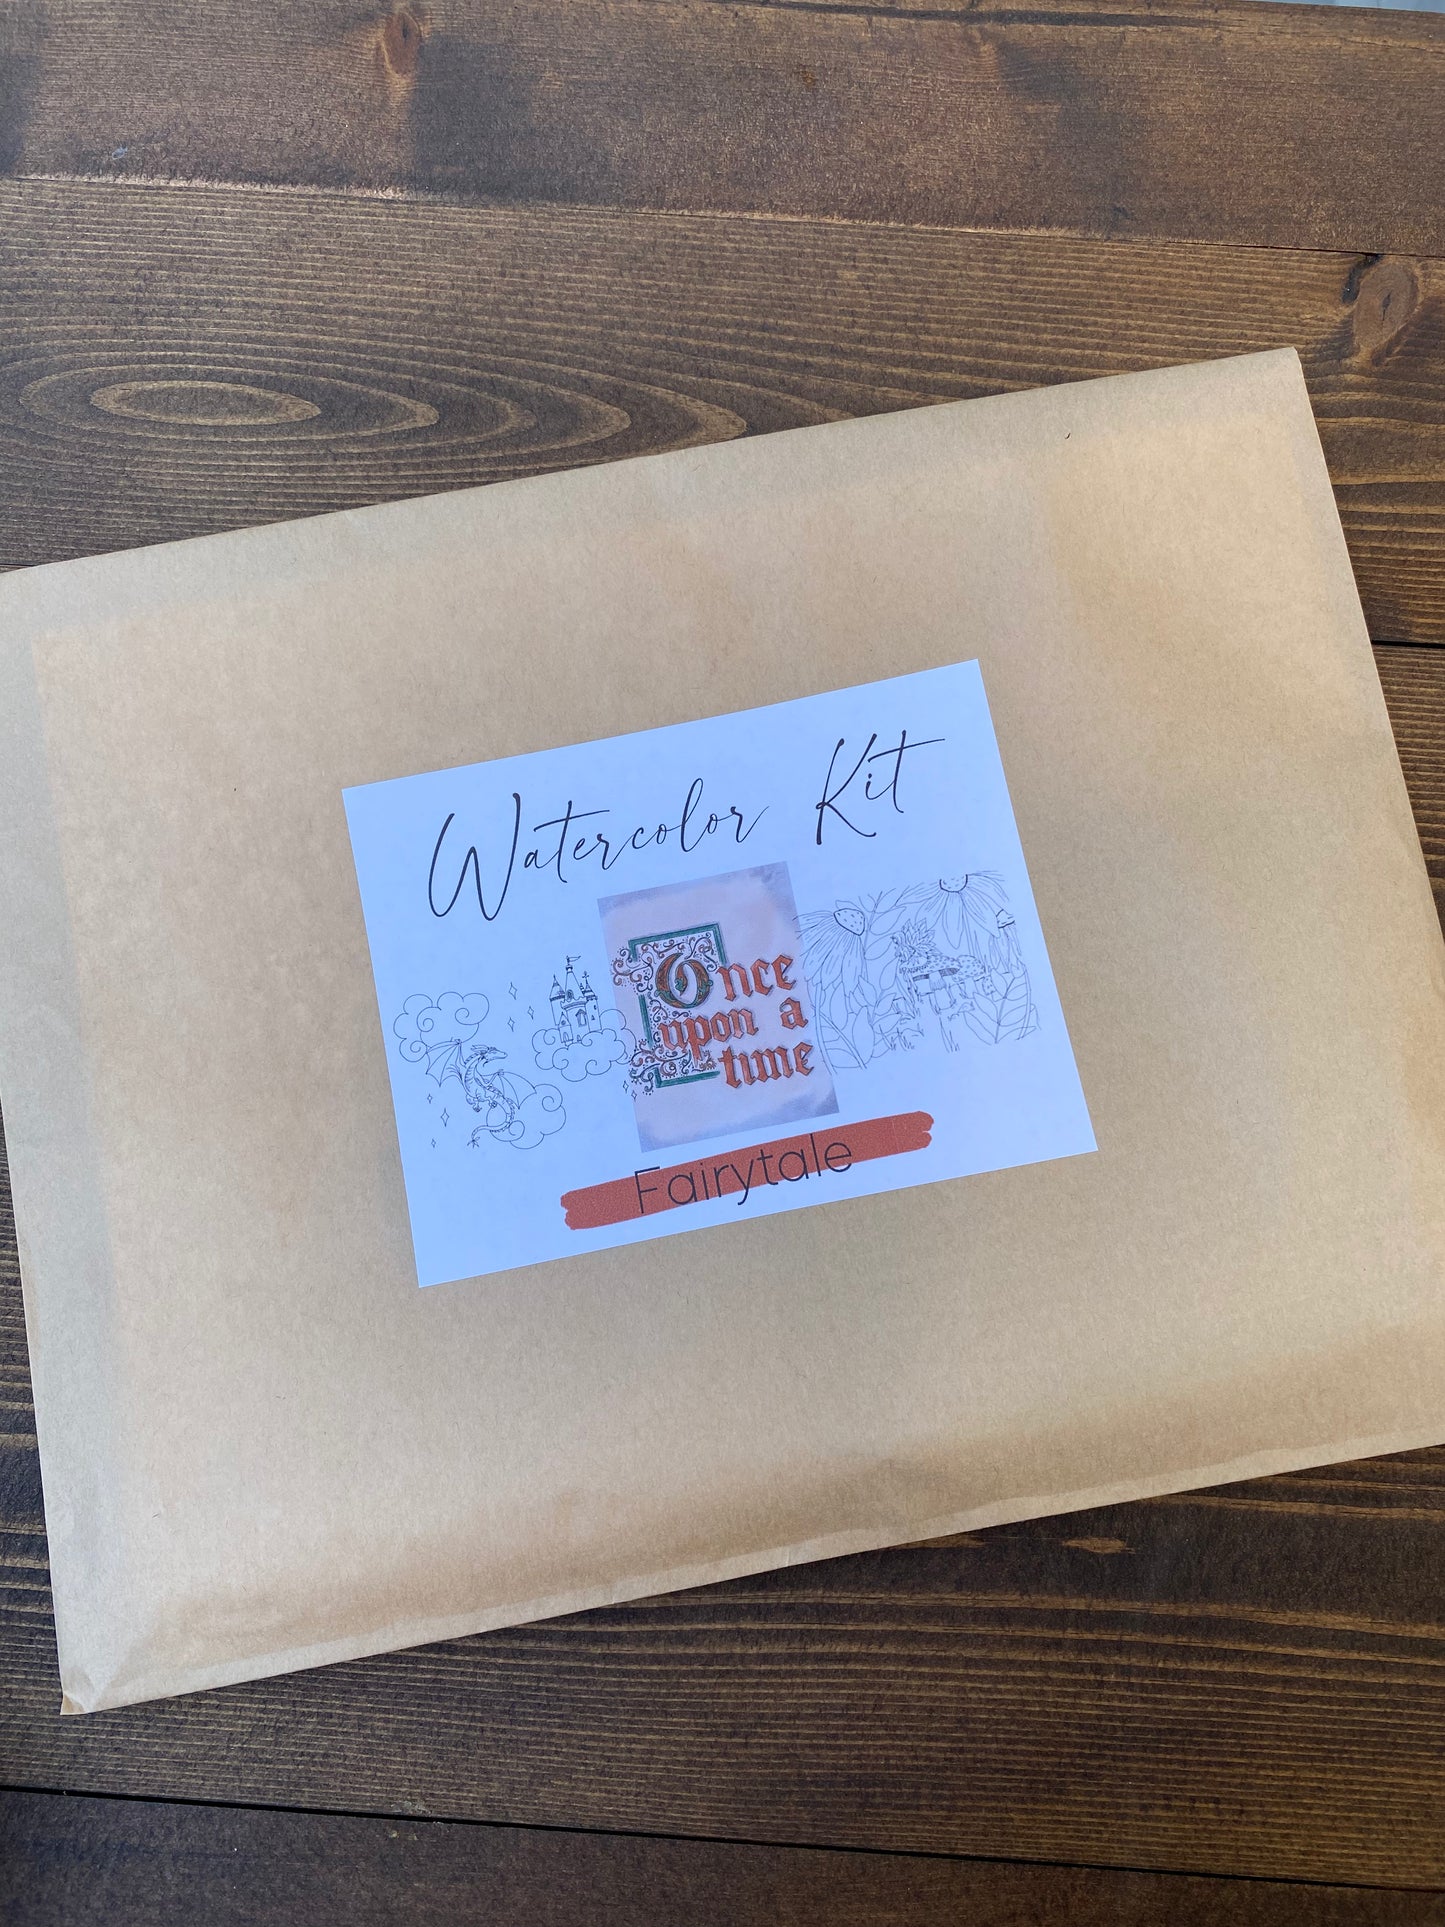 Watercolor Kit
Once
upon a
time
Fairytale